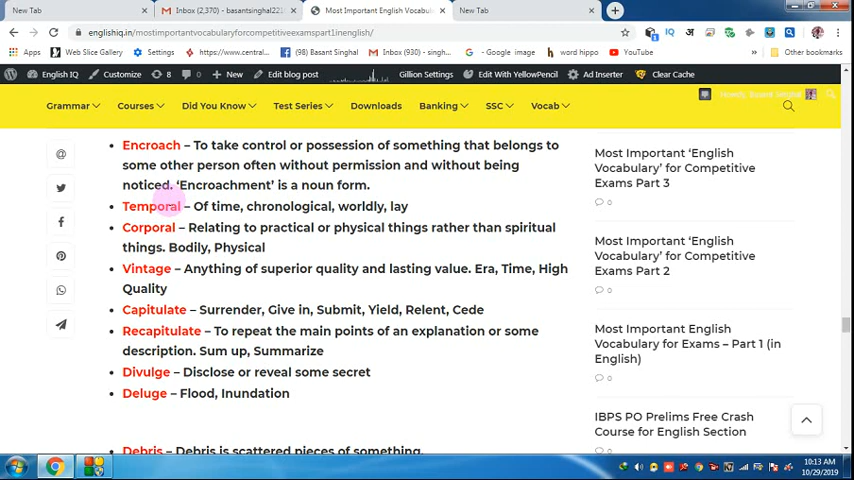 New Tab
Inbox (2,370) - basantsinghal221
Most Important English Vocabul
New Tab
englishiq.in/mostimportantvocabularyforcompetitiveexamspart1inenglish/
Apps
Web Slice Gallery
Settings
https://www.central...
(98) Basant Singhal
Inbox (930) - singh...
- Google image
word hippo
YouTube
English IQ
Customize
8
0
New
Edit blog post
Gillion Settings
Edit With YellowPencil
Ad Inserter
Clear Cache
Howdy, Basant Singhal
Grammar
Courses
Did You Know
Test Series
Downloads
Banking
SSC
Vocab
Encroach – To take control or possession of something that belongs to
some other person often without permission and without being
noticed. ‘Encroachment’ is a noun form.
Temporal – Of time, chronological, worldly, lay
Corporal – Relating to practical or physical things rather than spiritual
things. Bodily, Physical
Vintage – Anything of superior quality and lasting value. Era, Time, High
Quality
Capitulate – Surrender, Give in, Submit, Yield, Relent, Cede
Recapitulate – To repeat the main points of an explanation or some
description. Sum up, Summarize
Divulge – Disclose or reveal some secret
Deluge – Flood, Inundation
Debris – Debris is scattered pieces of something.
Most Important ‘English
Vocabulary’ for Competitive
Exams Part 3
0
Most Important ‘English
Vocabulary’ for Competitive
Exams Part 2
0
Most Important English
Vocabulary for Exams – Part 1 (in
English)
0
IBPS PO Prelims Free Crash
Course for English Section
10:13 AM
10/29/2019